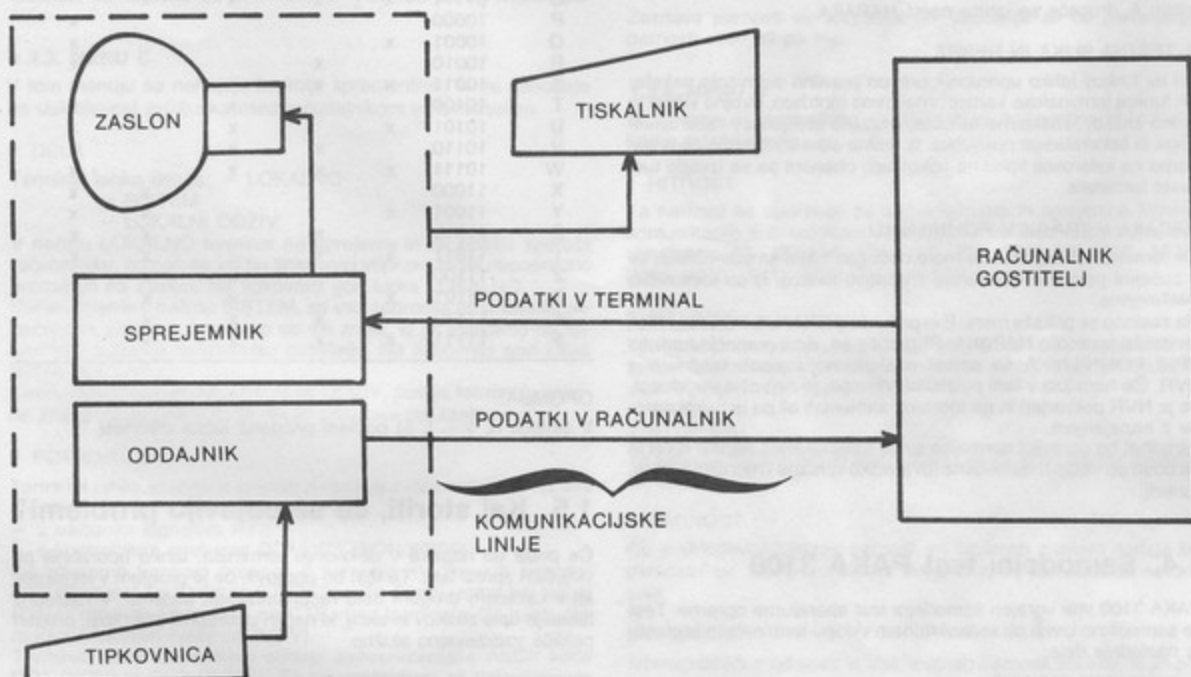 ZASLON
TISKALNIK
RAČUNALNIK
GOSTITELJ
PODATKI V TERMINAL
SPREJEMNIK
PODATKI V RAČUNALNIK
ODDAJNIK
KOMUNIKACIJSKE
LINIJE
TIPKOVNICA